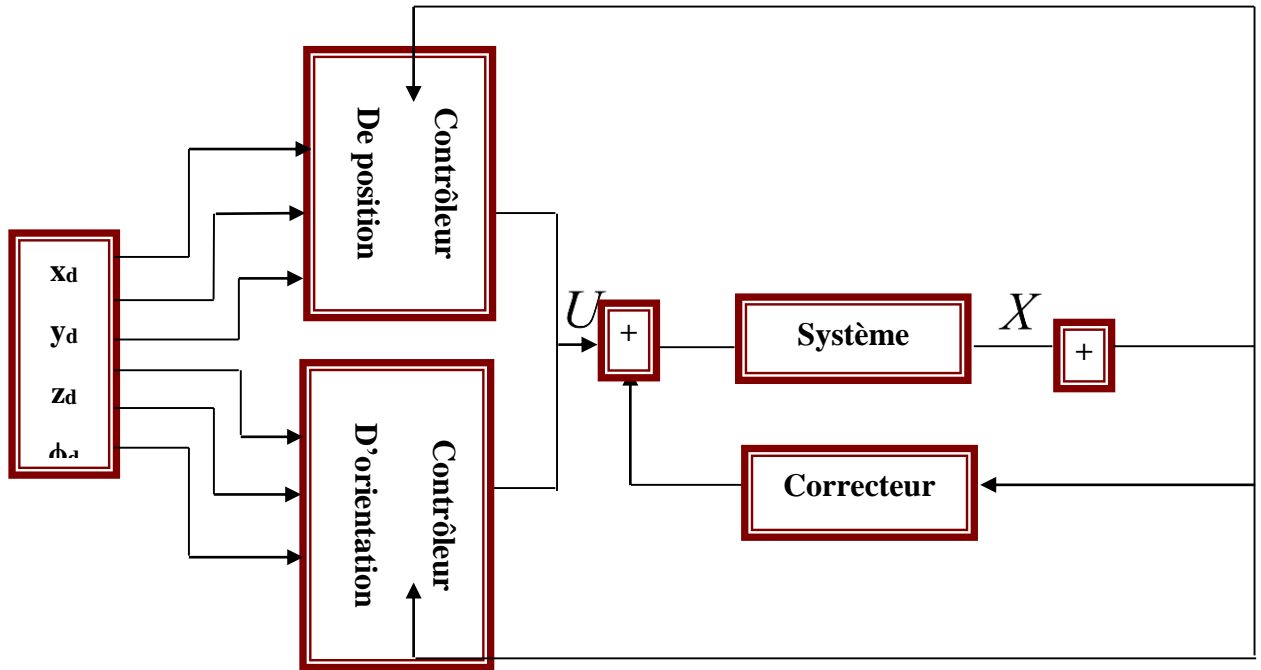 xd
yd
zd
Contrôleur
De position
Contrôleur
D’orientation
U
+
Système
X
+
Correcteur